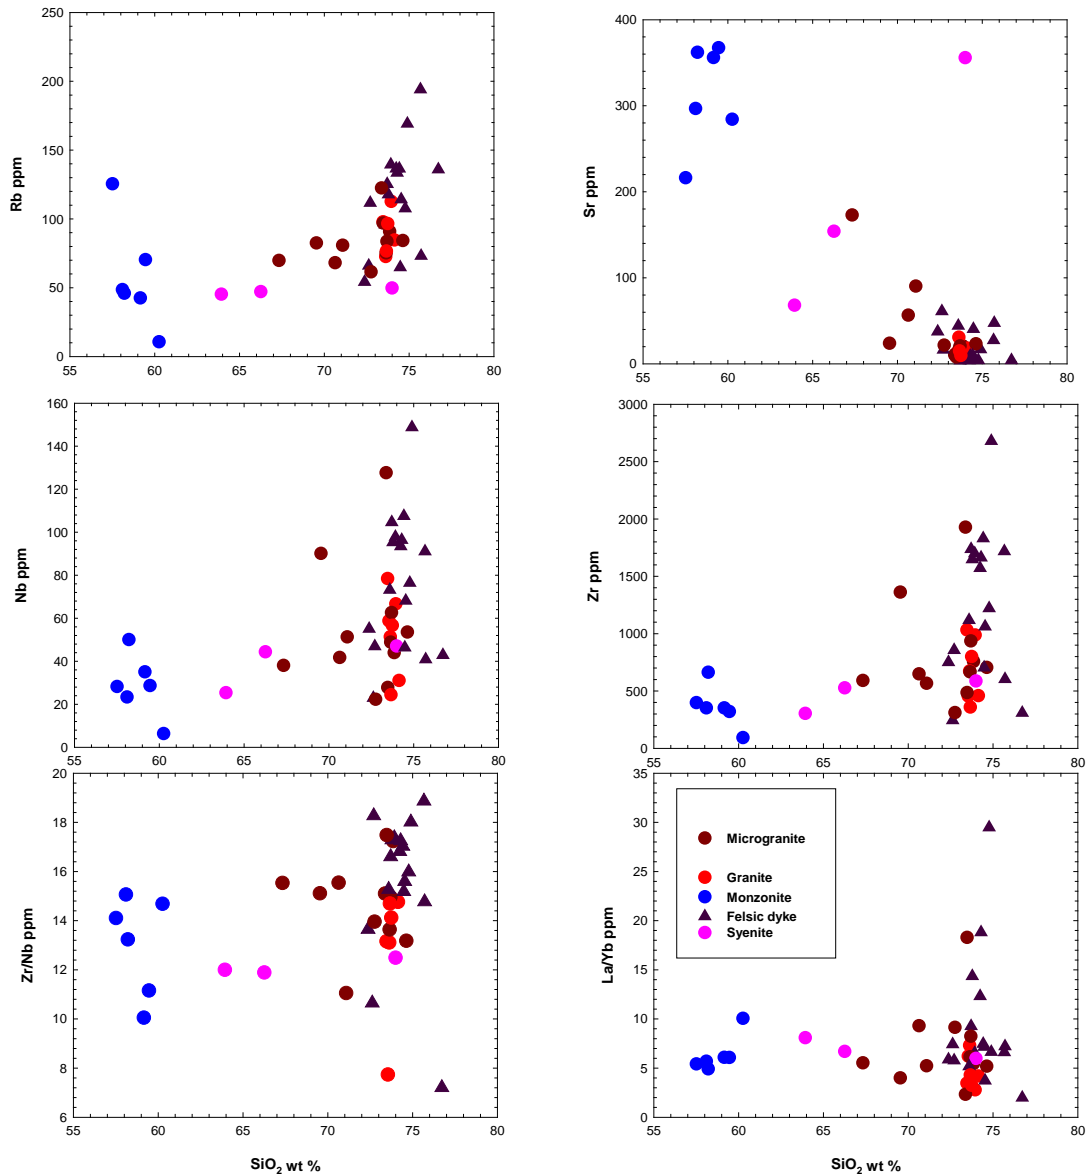 250
200
150
100
50
0
55 60 65 70 75 80
Rb ppm
400
300
200
100
0
55 60 65 70 75 80
Sr ppm
160
140
120
100
80
60
40
20
0
55 60 65 70 75 80
Nb ppm
3000
2500
2000
1500
1000
500
0
55 60 65 70 75 80
Zr ppm
20
18
16
14
12
10
8
6
55 60 65 70 75 80
Zr/Nb ppm
SiO₂ wt %
35
30
25
20
15
10
5
0
55 60 65 70 75 80
La/Yb ppm
SiO₂ wt %
Microgranite
Granite
Monzonite
Felsic dyke
Syenite